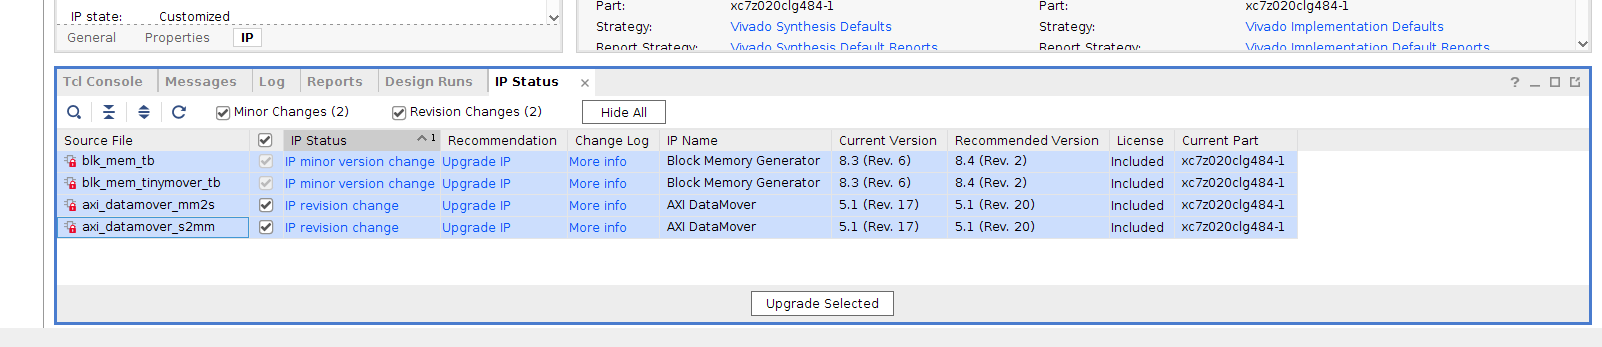 IP state: Customized
General Properties IP
Part: xc7z020clg484-1 Part: xc7z020clg484-1
Strategy: Vivado Synthesis Defaults Strategy: Vivado Implementation Defaults
Report Strategy: Vivado Synthesis Default Reports Report Strategy: Vivado Implementation Default Reports
Tcl Console Messages Log Reports Design Runs IP Status × ?
Minor Changes (2) Revision Changes (2) Hide All
Source File IP Status 1 Recommendation Change Log IP Name Current Version Recommended Version License Current Part
blk_mem_tb IP minor version change Upgrade IP More info Block Memory Generator 8.3 (Rev. 6) 8.4 (Rev. 2) Included xc7z020clg484-1
blk_mem_tinymover_tb IP minor version change Upgrade IP More info Block Memory Generator 8.3 (Rev. 6) 8.4 (Rev. 2) Included xc7z020clg484-1
axi_datamover_mm2s IP revision change Upgrade IP More info AXI DataMover 5.1 (Rev. 17) 5.1 (Rev. 20) Included xc7z020clg484-1
axi_datamover_s2mm IP revision change Upgrade IP More info AXI DataMover 5.1 (Rev. 17) 5.1 (Rev. 20) Included xc7z020clg484-1
Upgrade Selected